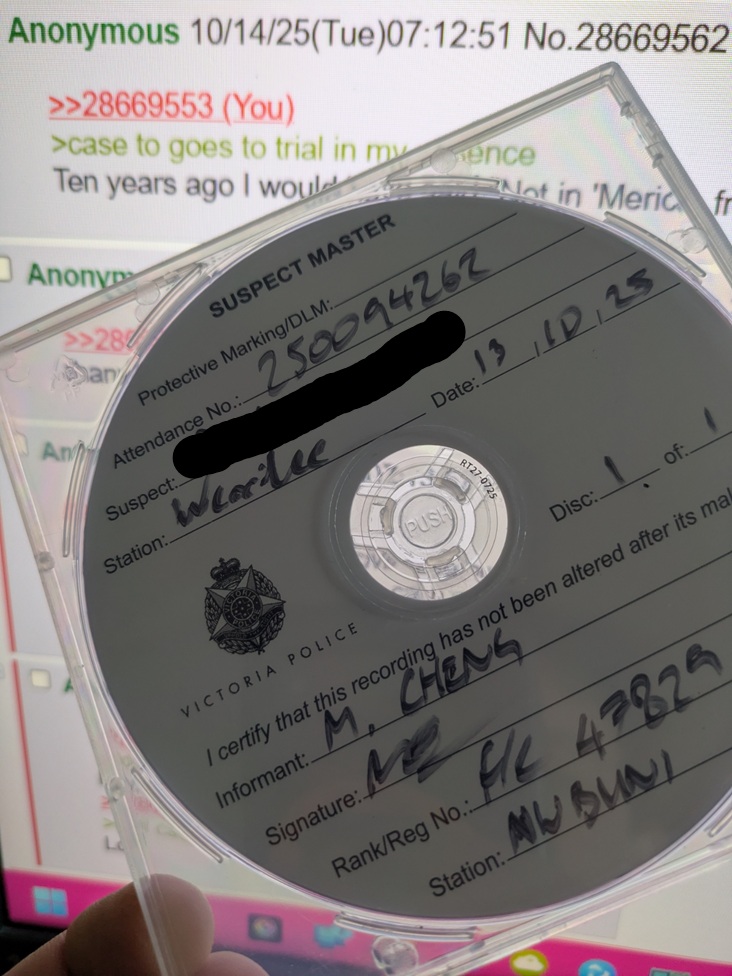 Anonymous 10/14/25(Tue)07:12:51 No.28669562
>>28669553 (You)
>case to goes to trial in my
Ten years ago I would Not in 'Meric
Anonym
>>28
SUSPECT MASTER
Protective Marking/DLM:
Attendance No.: 250094262
Suspect: Date: 13, 10, 25
Station: Werribee
Disc: 1 of: 1
PUSH
RT27-0725
VICTORIA POLICE
I certify that this recording has not been altered after its
Informant: M. CHENG
Signature:
Rank/Reg No.: 47829
Station: